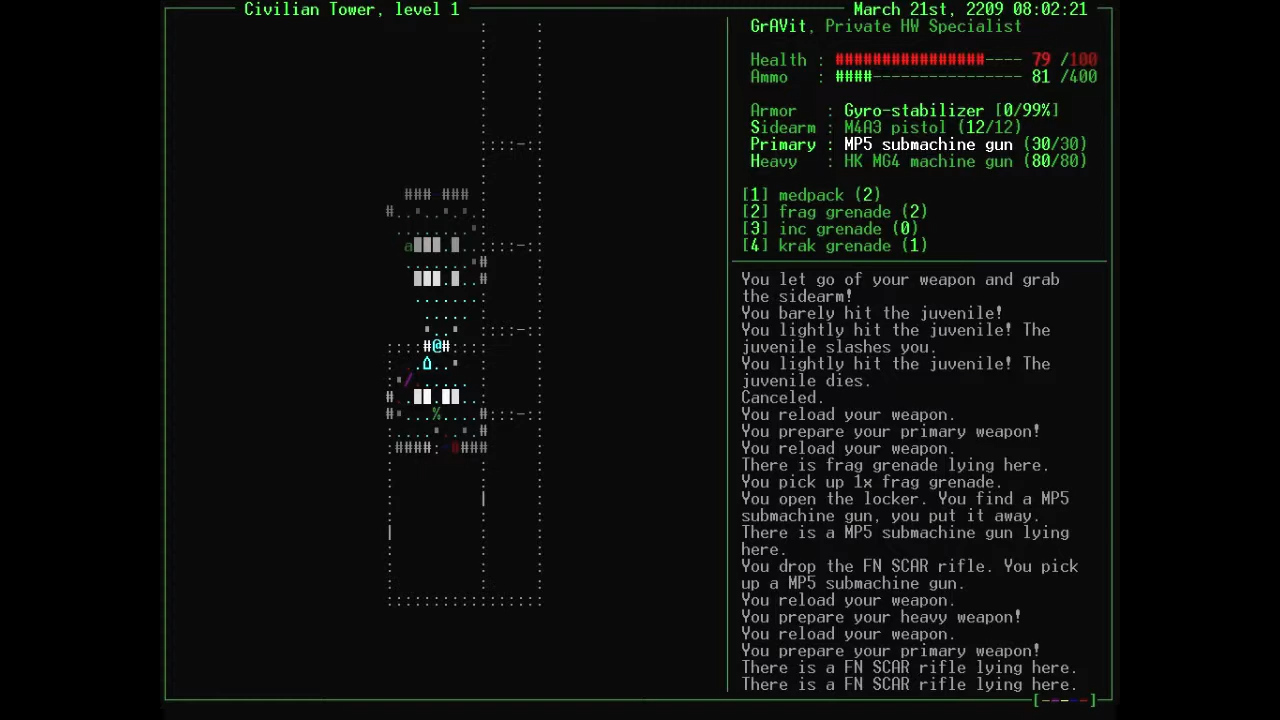 Civilian Tower, level 1
March 21st, 2209 08:02:21
GrAVit, Private HW Specialist
Health : ################---- 79 /100
Ammo : ####---------------- 81 /400
Armor : Gyro-stabilizer [0/99%]
Sidearm : M4A3 pistol (12/12)
Primary : MP5 submachine gun (30/30)
Heavy : HK MG4 machine gun (80/80)
[1] medpack (2)
[2] frag grenade (2)
[3] inc grenade (0)
[4] krak grenade (1)
You let go of your weapon and grab
the sidearm!
You barely hit the juvenile!
You lightly hit the juvenile! The
juvenile slashes you.
You lightly hit the juvenile! The
juvenile dies.
Canceled.
You reload your weapon.
You prepare your primary weapon!
You reload your weapon.
There is frag grenade lying here.
You pick up 1x frag grenade.
You open the locker. You find a MP5
submachine gun, you put it away.
There is a MP5 submachine gun lying
here.
You drop the FN SCAR rifle. You pick
up a MP5 submachine gun.
You reload your weapon.
You prepare your heavy weapon!
You reload your weapon.
You prepare your primary weapon!
There is a FN SCAR rifle lying here.
There is a FN SCAR rifle lying here.